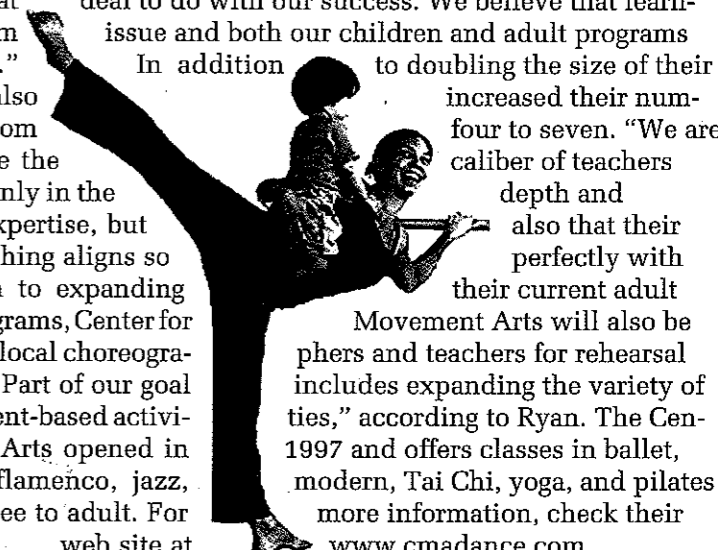 at deal to do with our success. We believe that learn-
m issue and both our children and adult programs
.” In addition to doubling the size of their
lso increased their num-
om four to seven. “We are
e the caliber of teachers
nly in the depth and
xpertise, but also that their
hing aligns so perfectly with
to expanding their current adult
grams, Center for Movement Arts will also be
local choreogra- phers and teachers for rehearsal
Part of our goal includes expanding the variety of
ent-based activi- ties,” according to Ryan. The Cen-
Arts opened in 1997 and offers classes in ballet,
flamenco, jazz, modern, Tai Chi, yoga, and pilates
ee to adult. For more information, check their
web site at www.cmadance.com